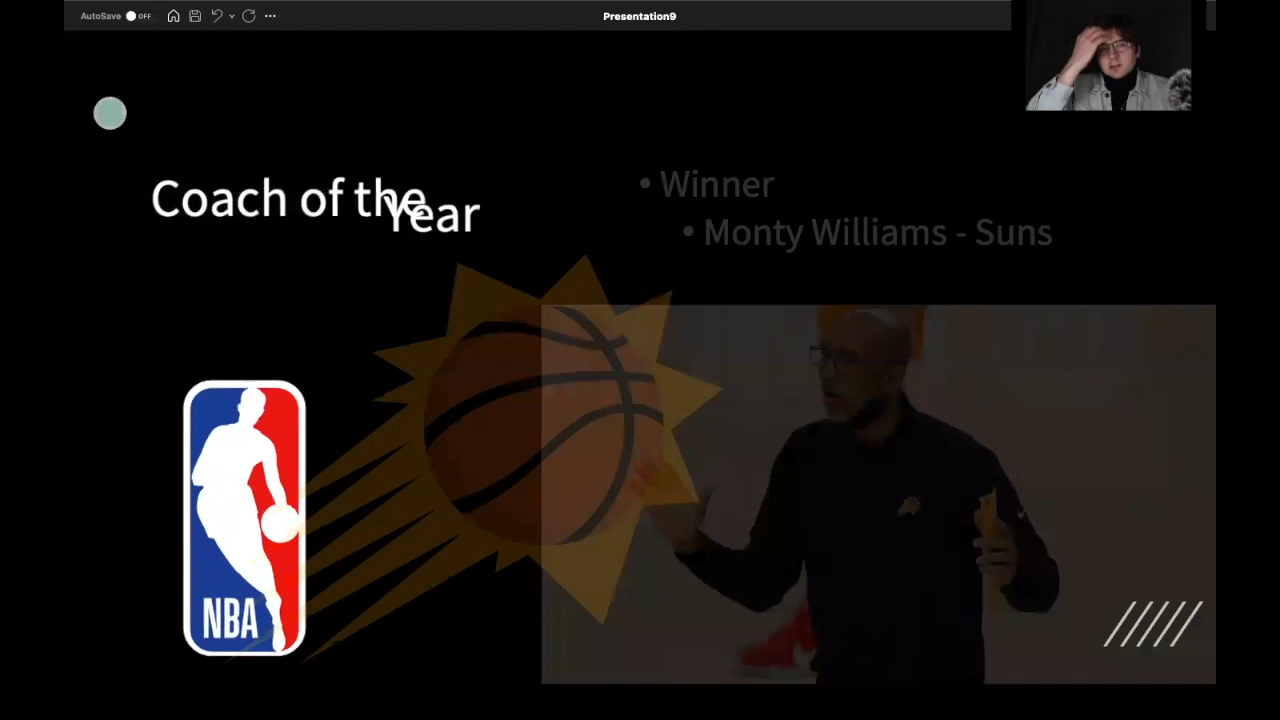 AutoSave OFF
Presentation9
Coach of the
Year
• Winner
• Monty Williams - Suns
NBA